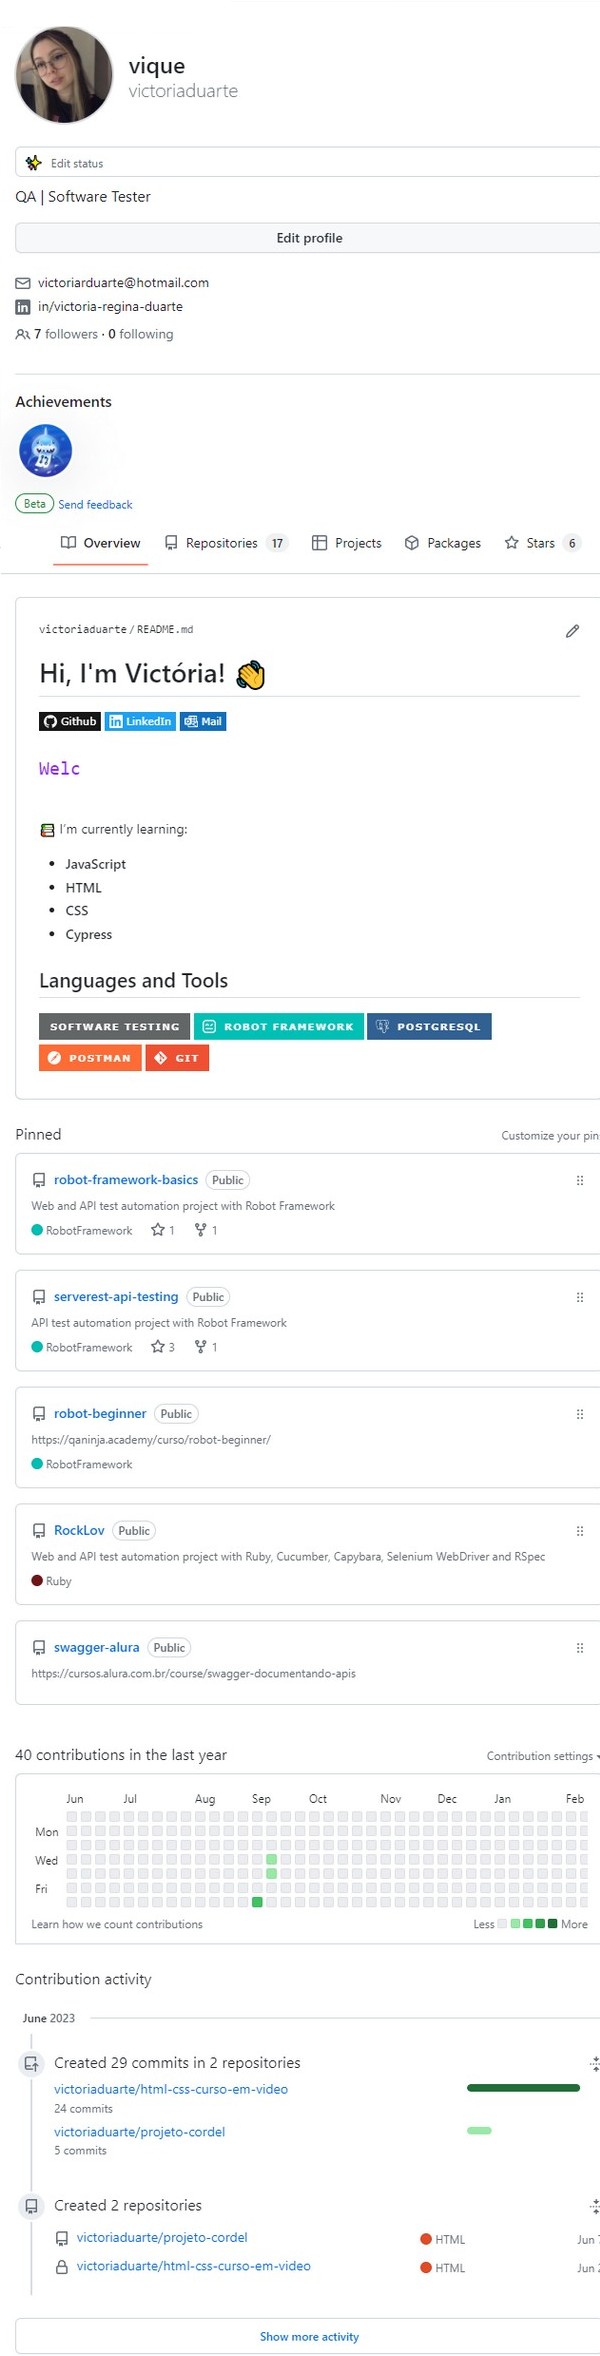 vique
victoriaduarte
Edit status
QA | Software Tester
Edit profile
victoriarduarte@hotmail.com
in/victoria-regina-duarte
7 followers · 0 following
Achievements
Beta Send feedback
Overview Repositories 17 Projects Packages Stars 6
victoriaduarte/README.md
Hi, I'm Victória!
Github LinkedIn Mail
Welc
I'm currently learning:
• JavaScript
• HTML
• CSS
• Cypress
Languages and Tools
SOFTWARE TESTING ROBOT FRAMEWORK POSTGRESQL
POSTMAN GIT
Pinned Customize your pin
robot-framework-basics Public
Web and API test automation project with Robot Framework
RobotFramework 1 1
serverest-api-testing Public
API test automation project with Robot Framework
RobotFramework 3 1
robot-beginner Public
https://qaninja.academy/curso/robot-beginner/
RobotFramework
RockLov Public
Web and API test automation project with Ruby, Cucumber, Capybara, Selenium WebDriver and RSpec
Ruby
swagger-alura Public
https://cursos.alura.com.br/course/swagger-documentando-apis
40 contributions in the last year Contribution settings
Jun Jul Aug Sep Oct Nov Dec Jan Feb
Mon
Wed
Fri
Learn how we count contributions Less More
Contribution activity
June 2023
Created 29 commits in 2 repositories
victoriaduarte/html-css-curso-em-video
24 commits
victoriaduarte/projeto-cordel
5 commits
Created 2 repositories
victoriaduarte/projeto-cordel HTML Jun
victoriaduarte/html-css-curso-em-video HTML Jun
Show more activity